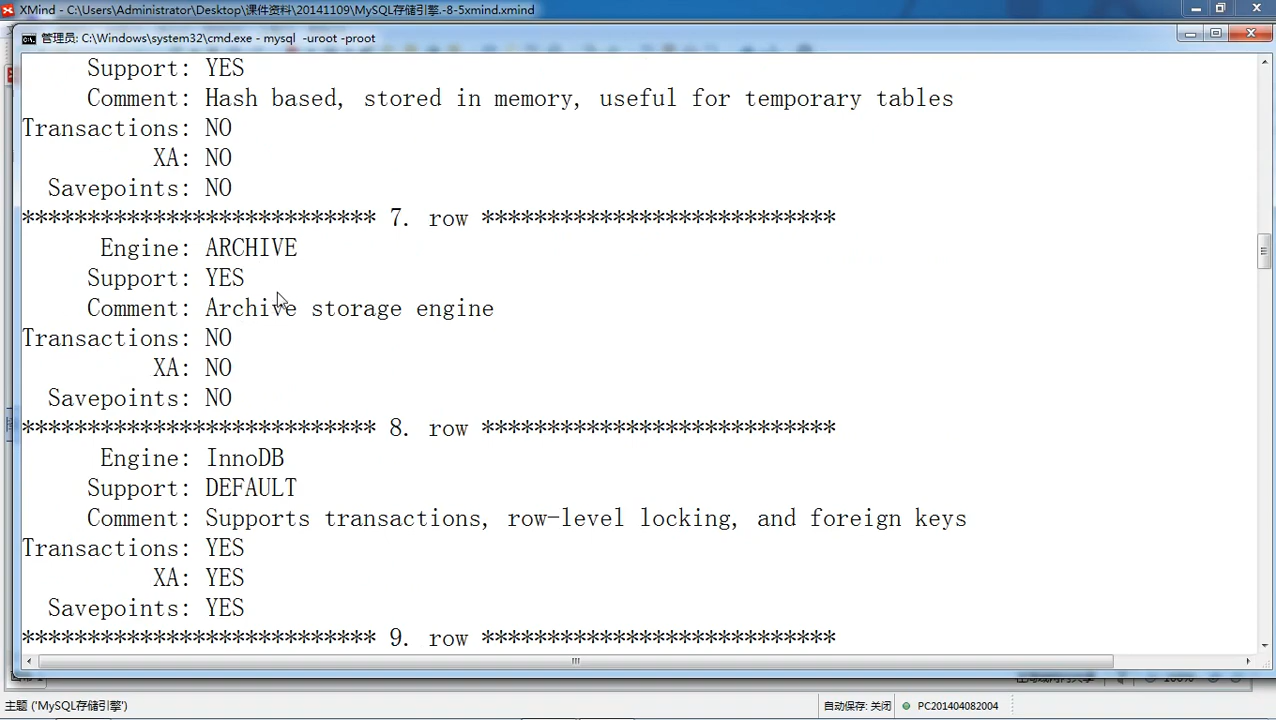 XMind - C:\Users\Administrator\Desktop\课件资料\20141109\MySQL存储引擎.-8-5xmind.xmind
管理员: C:\Windows\system32\cmd.exe - mysql  -uroot -proot
Support: YES
Comment: Hash based, stored in memory, useful for temporary tables
Transactions: NO
XA: NO
Savepoints: NO
*************************** 7. row ***************************
Engine: ARCHIVE
Support: YES
Comment: Archive storage engine
Transactions: NO
XA: NO
Savepoints: NO
*************************** 8. row ***************************
Engine: InnoDB
Support: DEFAULT
Comment: Supports transactions, row-level locking, and foreign keys
Transactions: YES
XA: YES
Savepoints: YES
*************************** 9. row ***************************
主题 ('MySQL存储引擎') 自动保存: 关闭 PC201404082004